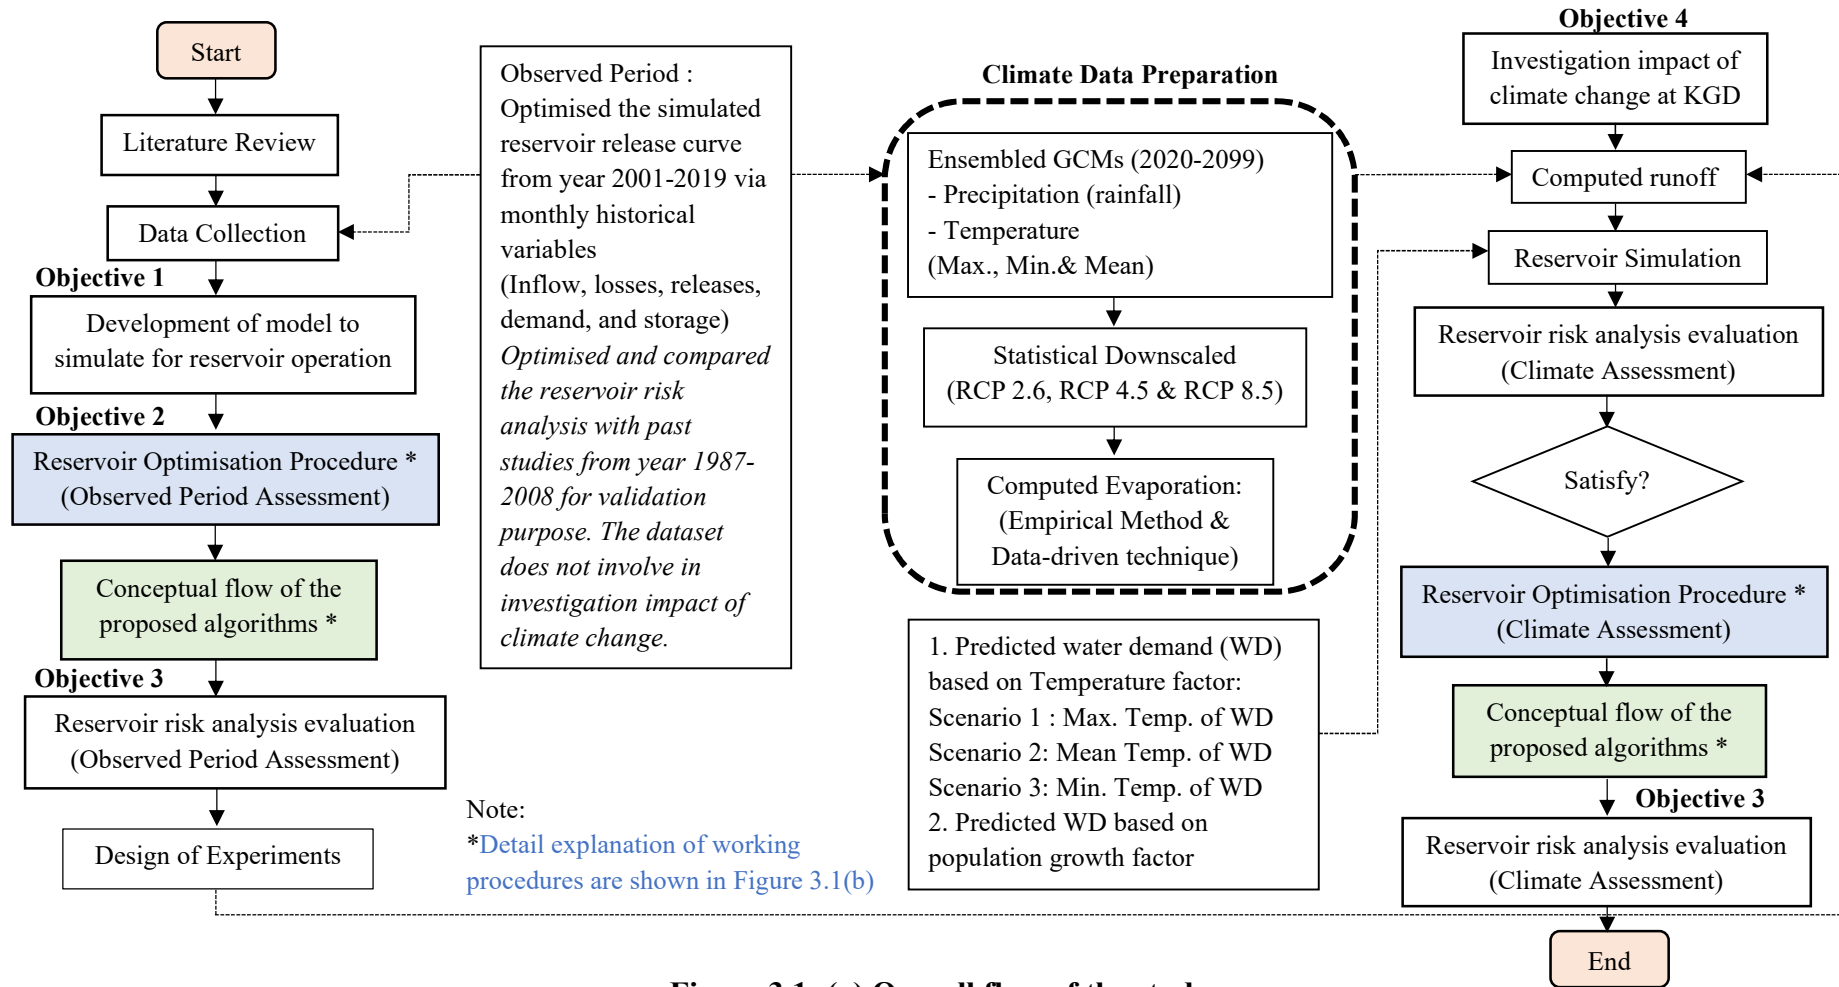 Start
Literature Review
Data Collection
Objective 1
Development of model to
simulate for reservoir operation
Objective 2
Reservoir Optimisation Procedure *
(Observed Period Assessment)
Conceptual flow of the
proposed algorithms *
Objective 3
Reservoir risk analysis evaluation
(Observed Period Assessment)
Design of Experiments
Observed Period :
Optimised the simulated
reservoir release curve
from year 2001-2019 via
monthly historical
variables
(Inflow, losses, releases,
demand, and storage)
Optimised and compared
the reservoir risk
analysis with past
studies from year 1987-
2008 for validation
purpose. The dataset
does not involve in
investigation impact of
climate change.
Note:
*Detail explanation of working
procedures are shown in Figure 3.1(b)
Climate Data Preparation
Ensembled GCMs (2020-2099)
- Precipitation (rainfall)
- Temperature
(Max., Min.& Mean)
Statistical Downscaled
(RCP 2.6, RCP 4.5 & RCP 8.5)
Computed Evaporation:
(Empirical Method &
Data-driven technique)
1. Predicted water demand (WD)
based on Temperature factor:
Scenario 1 : Max. Temp. of WD
Scenario 2: Mean Temp. of WD
Scenario 3: Min. Temp. of WD
2. Predicted WD based on
population growth factor
Objective 4
Investigation impact of
climate change at KGD
Computed runoff
Reservoir Simulation
Reservoir risk analysis evaluation
(Climate Assessment)
Satisfy?
Reservoir Optimisation Procedure *
(Climate Assessment)
Conceptual flow of the
proposed algorithms *
Objective 3
Reservoir risk analysis evaluation
(Climate Assessment)
End